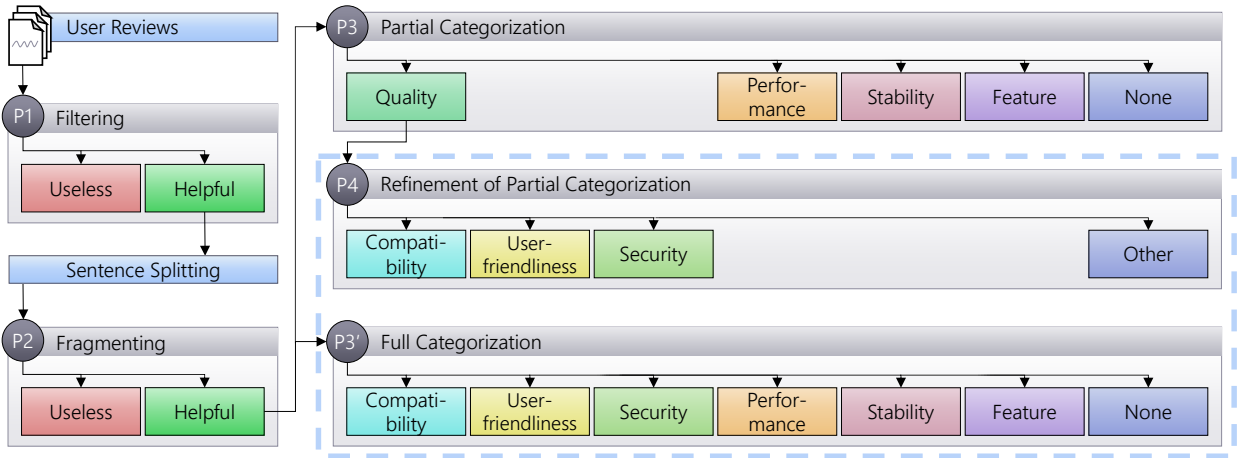 User Reviews
P1
Filtering
Useless
Helpful
Sentence Splitting
P2
Fragmenting
Useless
Helpful
P3
Partial Categorization
Quality
Perfor-
mance
Stability
Feature
None
P4
Refinement of Partial Categorization
Compati-
bility
User-
friendliness
Security
Other
P3′
Full Categorization
Compati-
bility
User-
friendliness
Security
Perfor-
mance
Stability
Feature
None